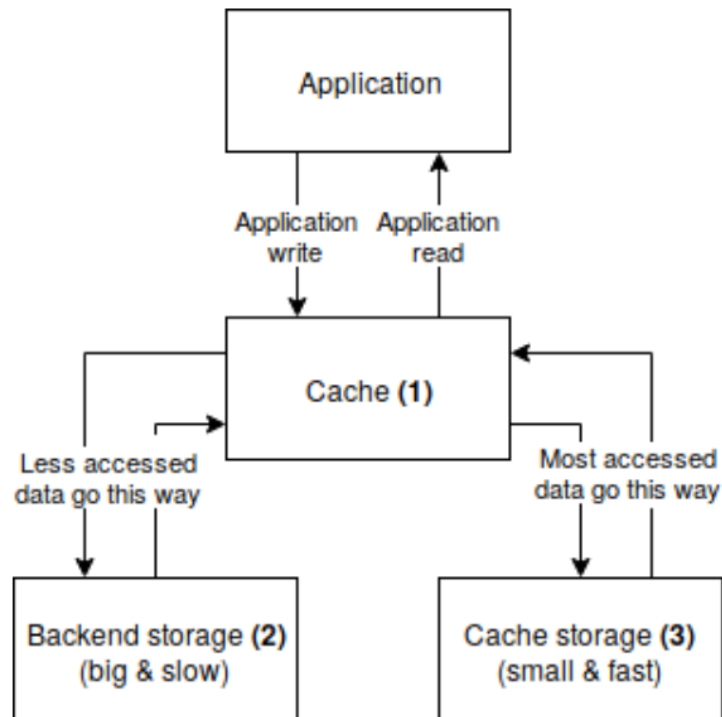 Application
Application
write
Application
read
Cache (1)
Less accessed
data go this way
Most accessed
data go this way
Backend storage (2)
(big & slow)
Cache storage (3)
(small & fast)